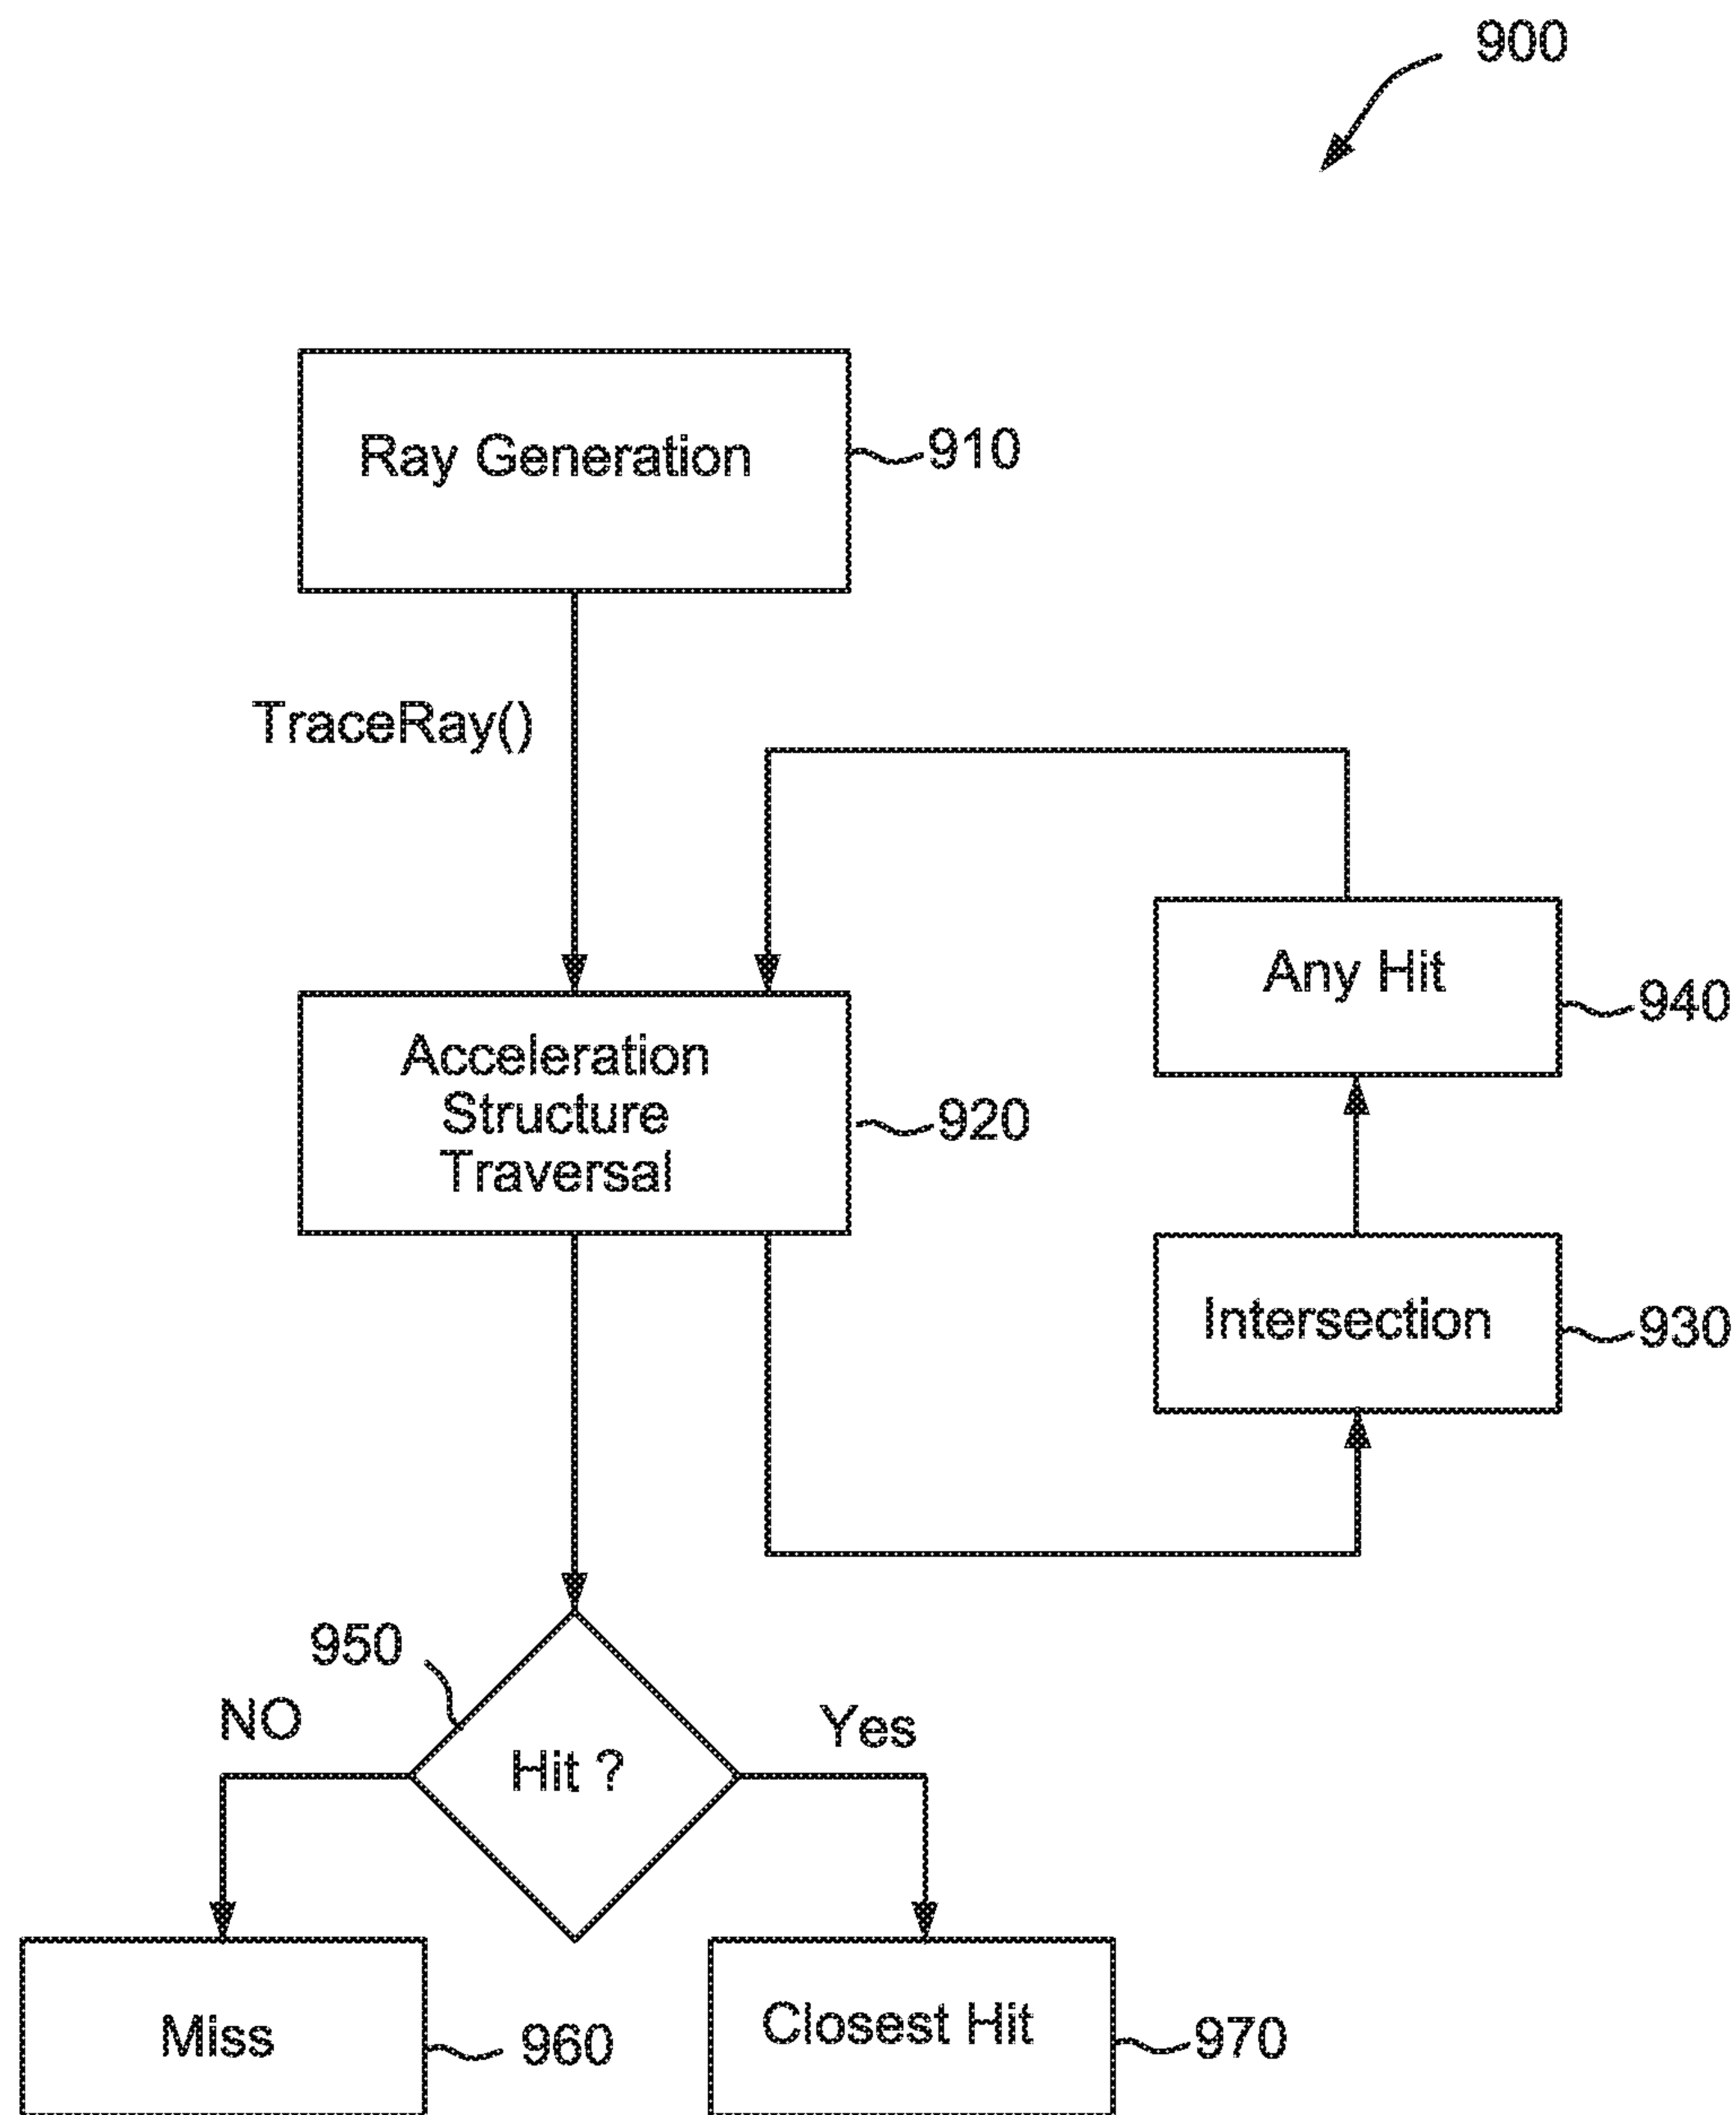 900
Ray Generation
910
TraceRay()
Any Hit
940
Acceleration
Structure
Traversal
920
Intersection
930
950
NO
Yes
Hit ?
Miss
960
Closest Hit
970